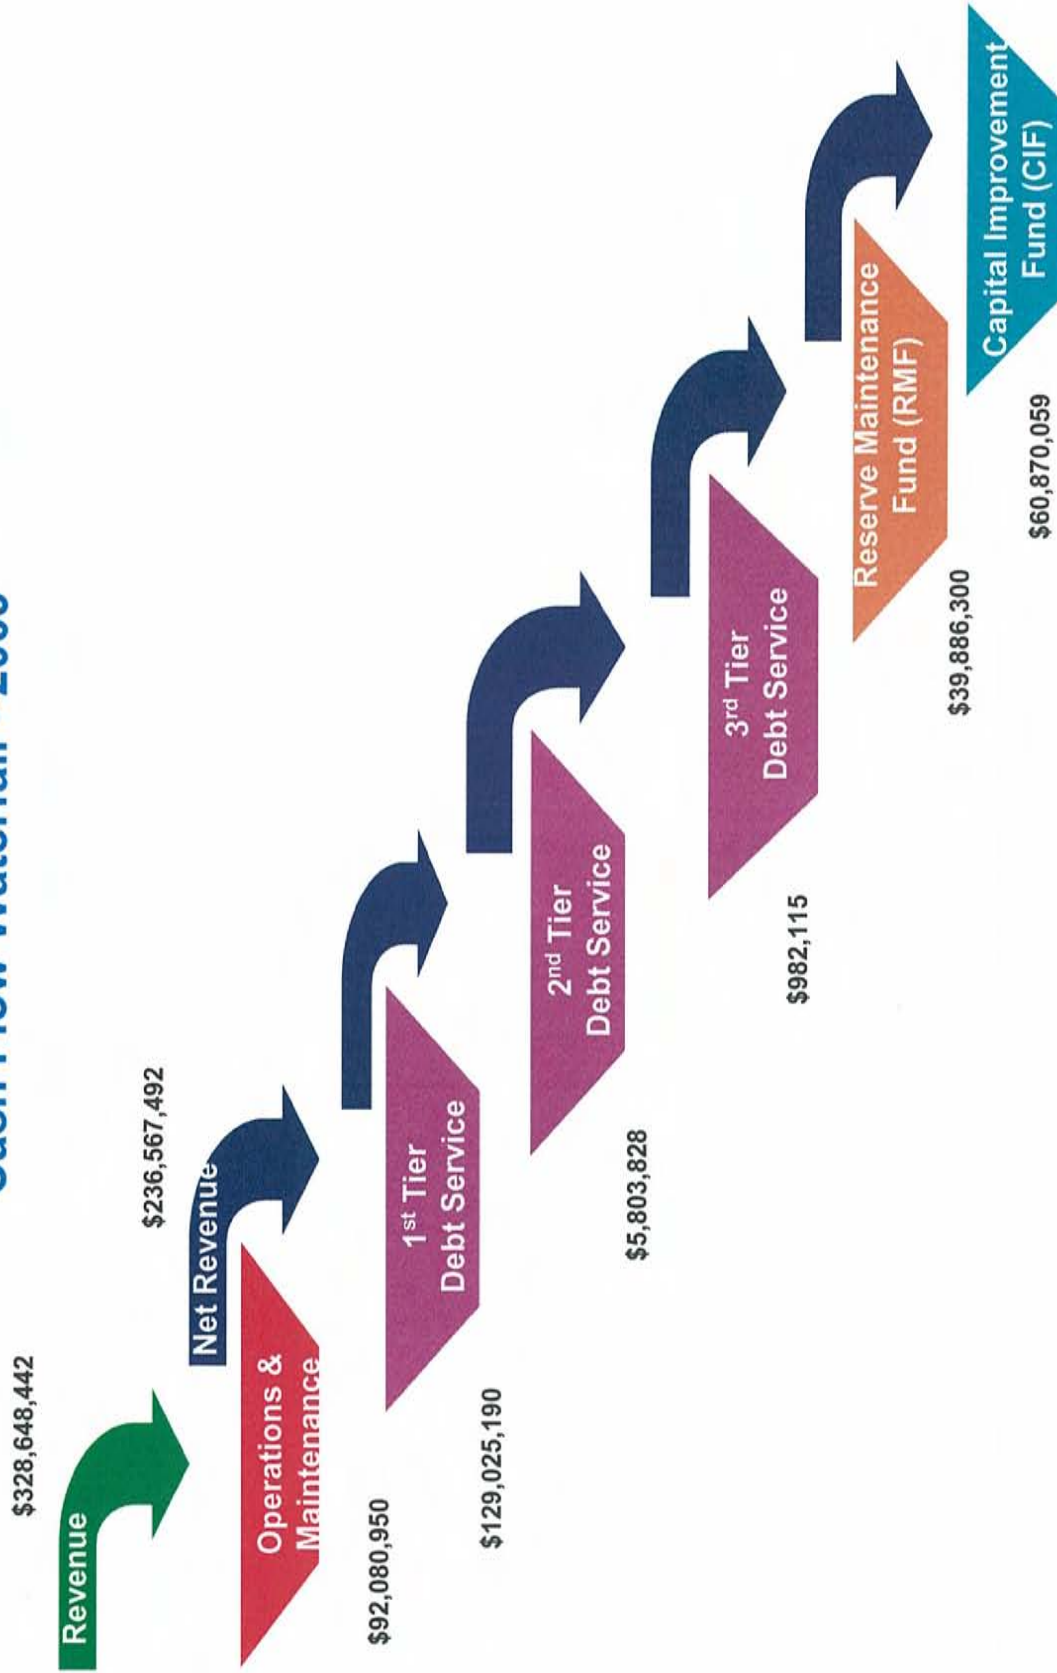 $328,648,442
Revenue
$236,567,492
Net Revenue
Operations &
Maintenance
$92,080,950
1st Tier
Debt Service
$129,025,190
2nd Tier
Debt Service
$5,803,828
3rd Tier
Debt Service
$982,115
Reserve Maintenance
Fund (RMF)
$39,886,300
Capital Improvement
Fund (CIF)
$60,870,059